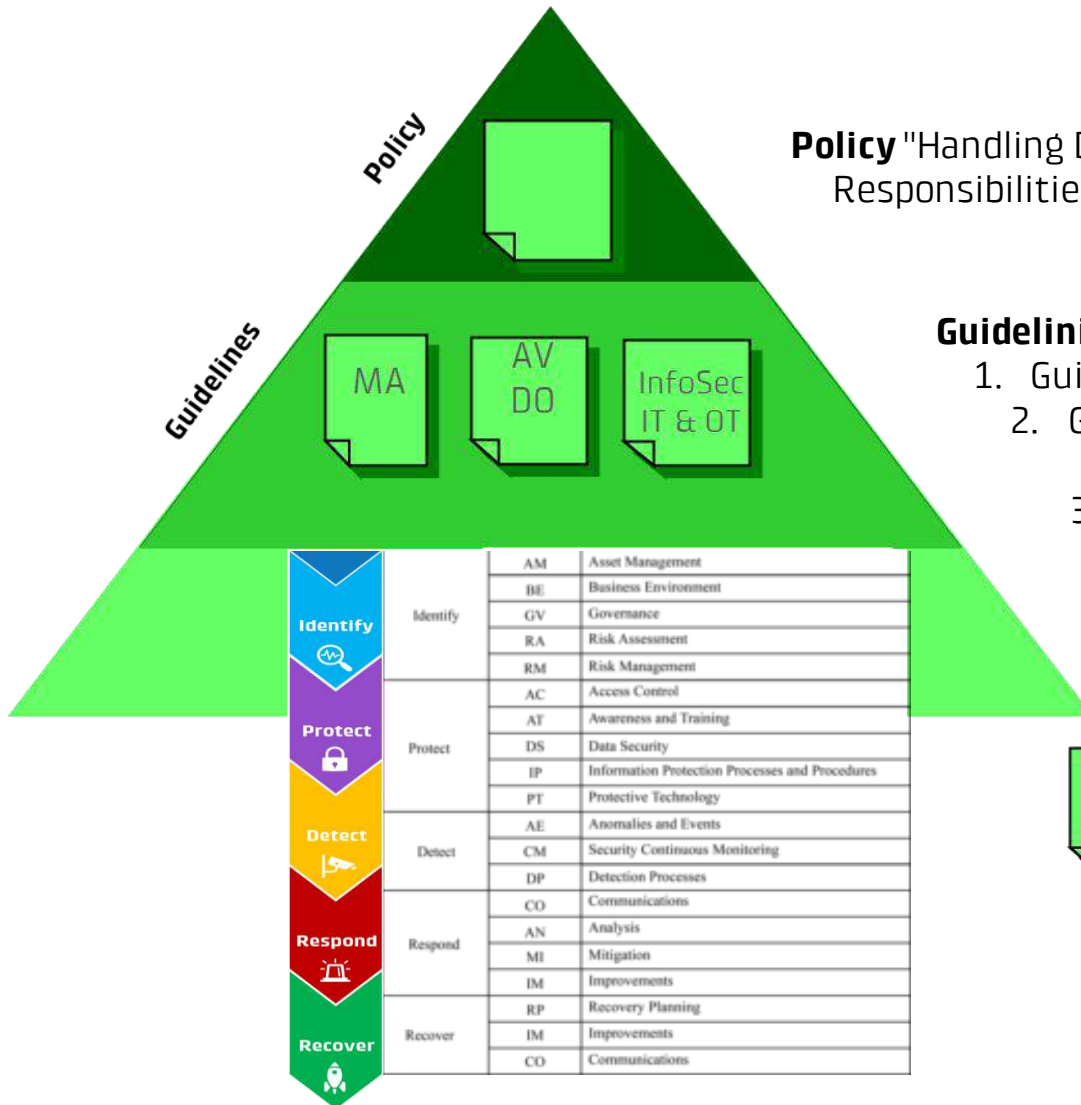 Policy
Policy "Handling D
Responsibilitie
Guidelines
Guidelini
1. Gui
2. G
3
MA
AV
DO
InfoSec
IT & OT
Identify
Protect
Detect
Respond
Recover
Identify
AM Asset Management
BE Business Environment
GV Governance
RA Risk Assessment
RM Risk Management
Protect
AC Access Control
AT Awareness and Training
DS Data Security
IP Information Protection Processes and Procedures
PT Protective Technology
Detect
AE Anomalies and Events
CM Security Continuous Monitoring
DP Detection Processes
Respond
CO Communications
AN Analysis
MI Mitigation
IM Improvements
Recover
RP Recovery Planning
IM Improvements
CO Communications